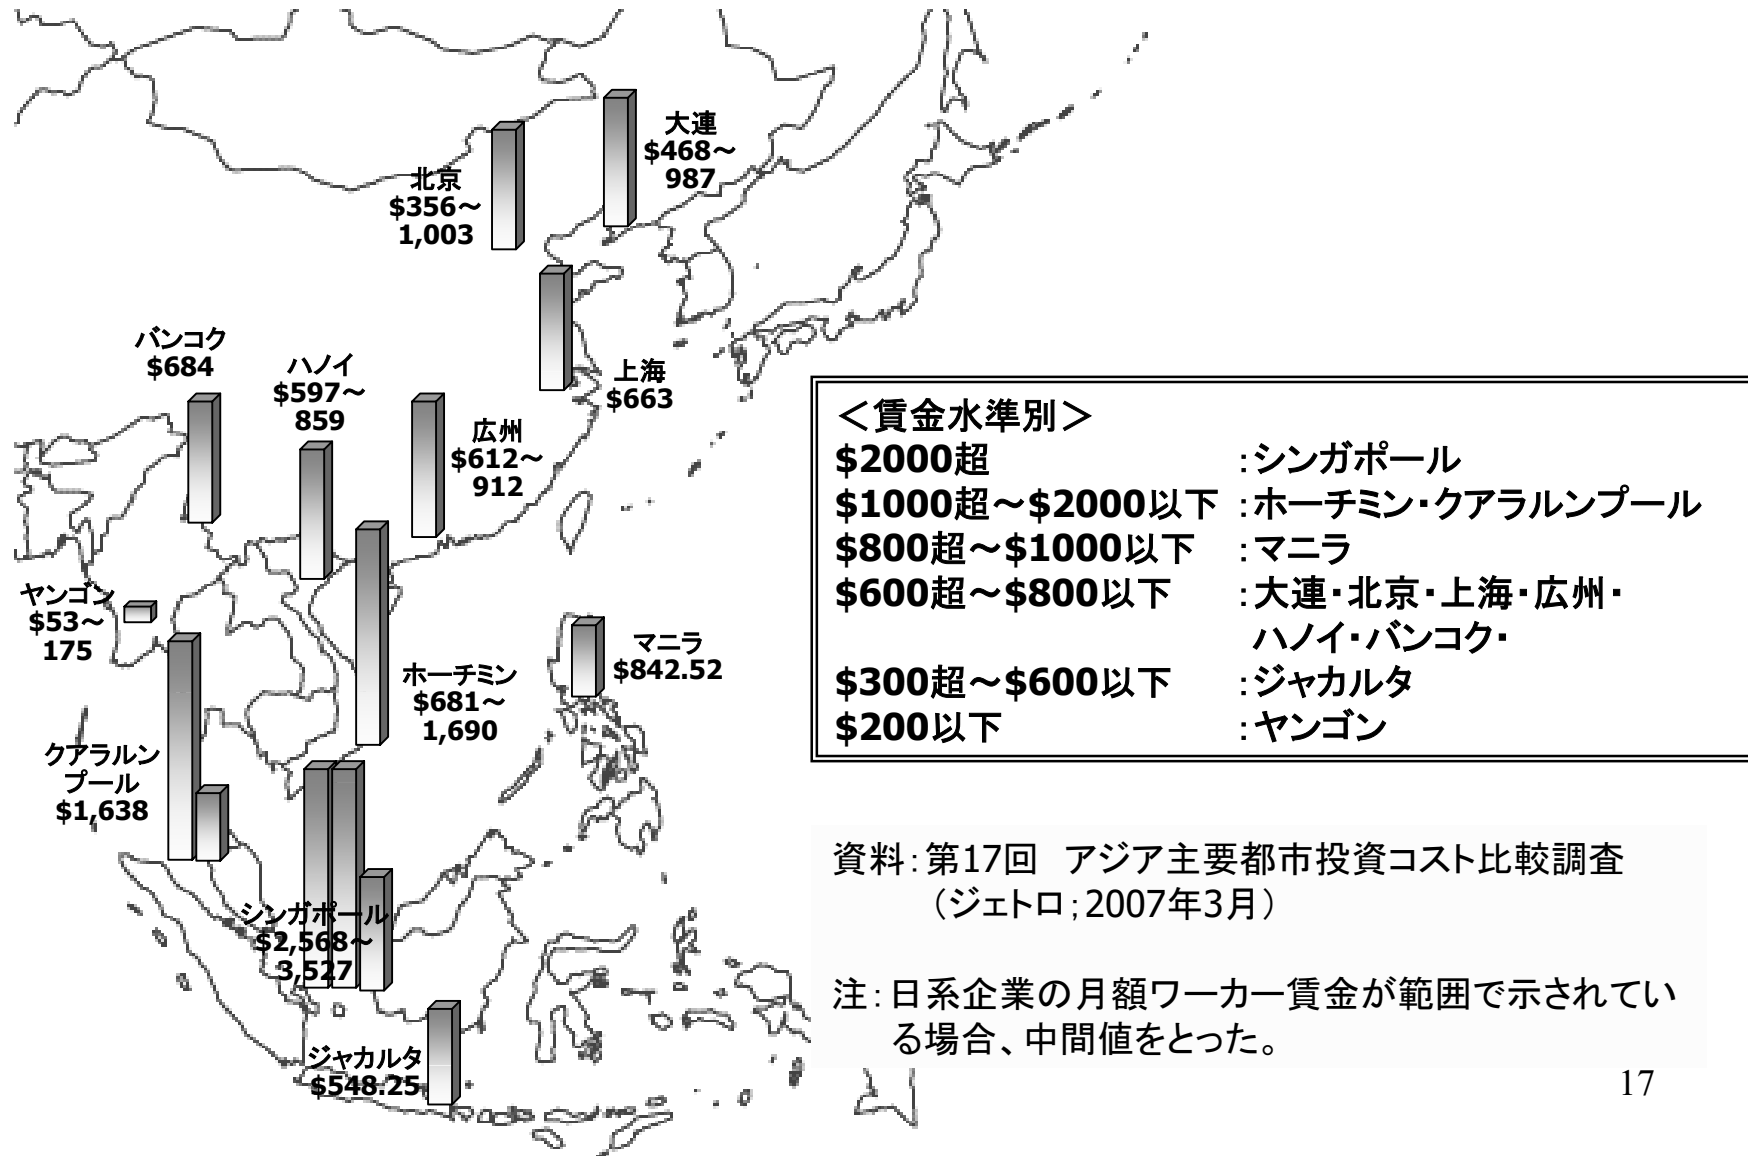 大連
$468～
987
北京
$356～
1,003
バンコク
$684
ハノイ
$597～
859
上海
$663
広州
$612～
912
ヤンゴン
$53～
175
マニラ
$842.52
ホーチミン
$681～
1,690
クアラルン
プール
$1,638
シンガポール
$2,568～
3,527
ジャカルタ
$548.25
＜賃金水準別＞
$2000超 :シンガポール
$1000超～$2000以下 :ホーチミン・クアラルンプール
$800超～$1000以下 :マニラ
$600超～$800以下 :大連・北京・上海・広州・
ハノイ・バンコク・
$300超～$600以下 :ジャカルタ
$200以下 :ヤンゴン
資料:第17回 アジア主要都市投資コスト比較調査
（ジェトロ;2007年3月）
注:日系企業の月額ワーカー賃金が範囲で示されてい
る場合、中間値をとった。
17